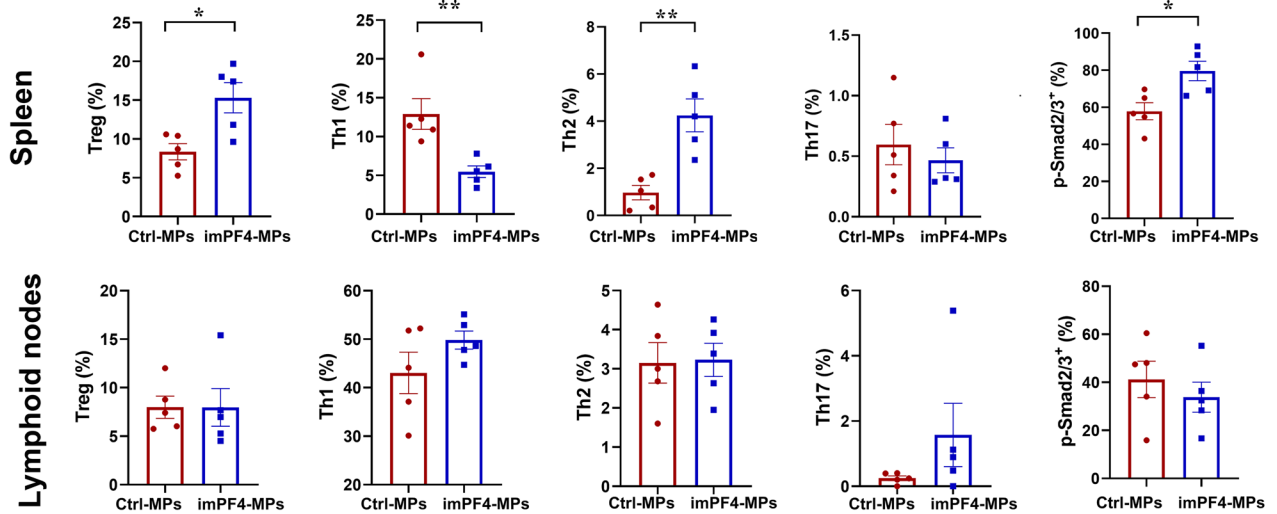 Spleen
Treg (%)
25
20
15
10
5
0
*
Ctrl-MPs imPF4-MPs
Th1 (%)
25
20
15
10
5
0
**
Ctrl-MPs imPF4-MPs
Th2 (%)
8
6
4
2
0
**
Ctrl-MPs imPF4-MPs
Th17 (%)
1.5
1.0
0.5
0.0
Ctrl-MPs imPF4-MPs
p-Smad2/3⁺ (%)
100
80
60
40
20
0
*
Ctrl-MPs imPF4-MPs
Lymphoid nodes
Treg (%)
20
15
10
5
0
Ctrl-MPs imPF4-MPs
Th1 (%)
60
50
40
30
20
Ctrl-MPs imPF4-MPs
Th2 (%)
5
4
3
2
1
0
Ctrl-MPs imPF4-MPs
Th17 (%)
6
4
2
0
Ctrl-MPs imPF4-MPs
p-Smad2/3⁺ (%)
80
60
40
20
0
Ctrl-MPs imPF4-MPs